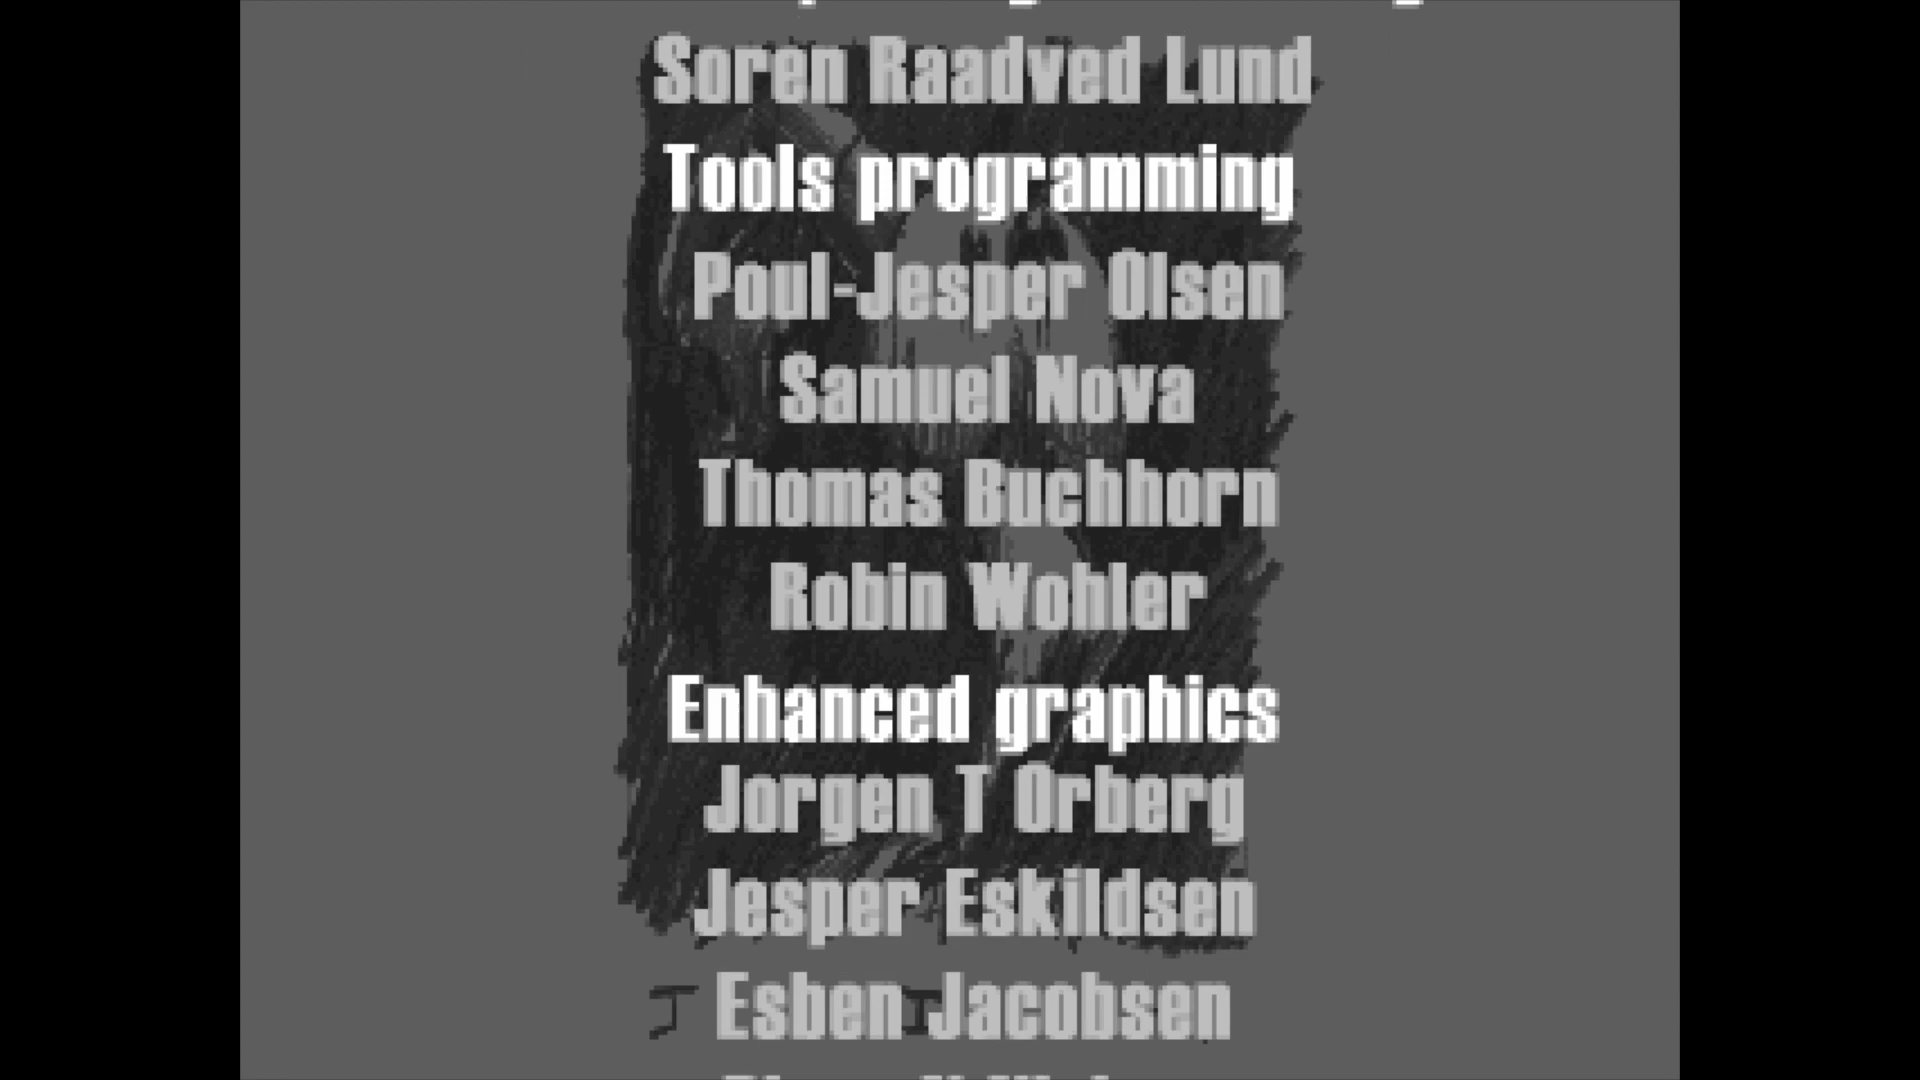 Soren Raadved Lund
Tools programming
Poul-Jesper Olsen
Samuel Nova
Thomas Buchhorn
Robin Wohler
Enhanced graphics
Jorgen T Orberg
Jesper Eskildsen
Esben Jacobsen